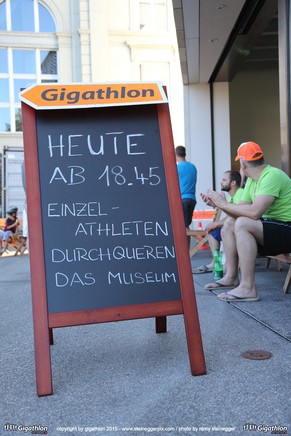 Gigathlon
HEUTE
AB 18.45
EINZEL-
ATHLETEN
DURCHQUEREN
DAS MUSEUM
Gigathlon
copyright by gigathlon 2015 - www.steineggerpix.com / photo by remy steinegger
Gigathlon